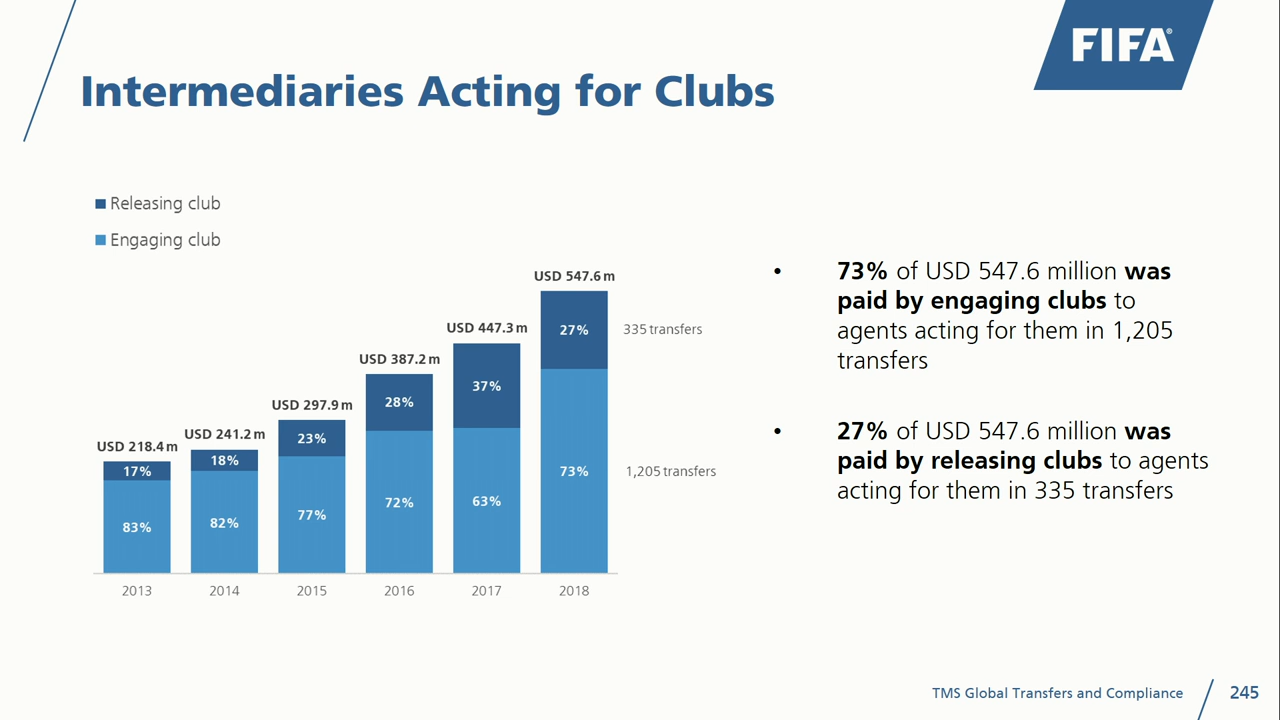 FIFA®
Intermediaries Acting for Clubs
Releasing club
Engaging club
USD 218.4 m
USD 241.2 m
USD 297.9 m
USD 387.2 m
USD 447.3 m
USD 547.6 m
17%
18%
23%
28%
37%
27%
335 transfers
83%
82%
77%
72%
63%
73%
1,205 transfers
2013
2014
2015
2016
2017
2018
• 73% of USD 547.6 million was
paid by engaging clubs to
agents acting for them in 1,205
transfers
• 27% of USD 547.6 million was
paid by releasing clubs to agents
acting for them in 335 transfers
TMS Global Transfers and Compliance
245